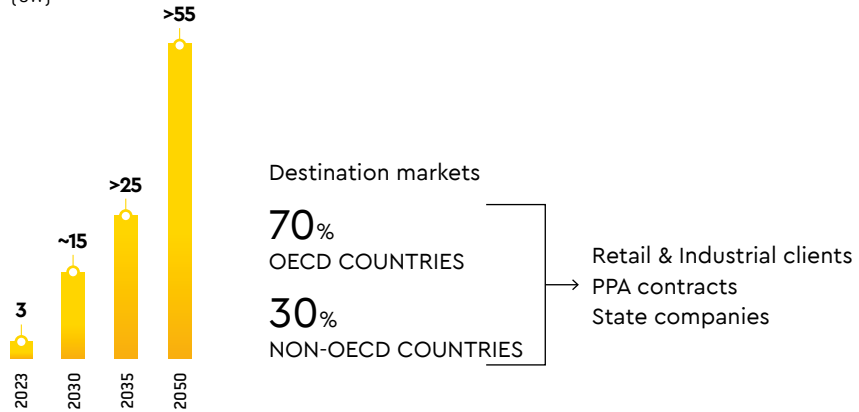 >55
>25
~15
3
2023
2030
2035
2050
Destination markets
70%
OECD COUNTRIES
30%
NON-OECD COUNTRIES
Retail & Industrial clients
PPA contracts
State companies